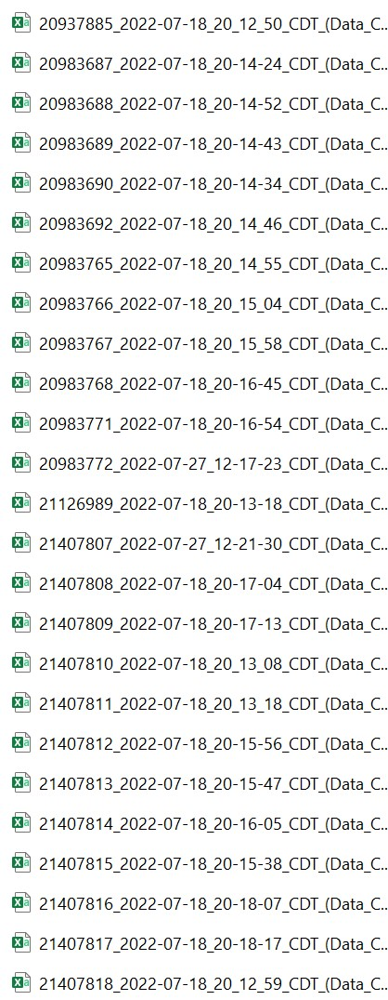 20937885_2022-07-18_20_12_50_CDT_(Data_C...
20983687_2022-07-18_20-14-24_CDT_(Data_C...
20983688_2022-07-18_20-14-52_CDT_(Data_C...
20983689_2022-07-18_20-14-43_CDT_(Data_C...
20983690_2022-07-18_20-14-34_CDT_(Data_C...
20983692_2022-07-18_20_14_46_CDT_(Data_C...
20983765_2022-07-18_20_14_55_CDT_(Data_C...
20983766_2022-07-18_20_15_04_CDT_(Data_C...
20983767_2022-07-18_20_15_58_CDT_(Data_C...
20983768_2022-07-18_20-16-45_CDT_(Data_C...
20983771_2022-07-18_20-16-54_CDT_(Data_C...
20983772_2022-07-27_12-17-23_CDT_(Data_C...
21126989_2022-07-18_20-13-18_CDT_(Data_C...
21407807_2022-07-27_12-21-30_CDT_(Data_C...
21407808_2022-07-18_20-17-04_CDT_(Data_C...
21407809_2022-07-18_20-17-13_CDT_(Data_C...
21407810_2022-07-18_20_13_08_CDT_(Data_C...
21407811_2022-07-18_20_13_18_CDT_(Data_C...
21407812_2022-07-18_20-15-56_CDT_(Data_C...
21407813_2022-07-18_20-15-47_CDT_(Data_C...
21407814_2022-07-18_20-16-05_CDT_(Data_C...
21407815_2022-07-18_20-15-38_CDT_(Data_C...
21407816_2022-07-18_20-18-07_CDT_(Data_C...
21407817_2022-07-18_20-18-17_CDT_(Data_C...
21407818_2022-07-18_20_12_59_CDT_(Data_C...